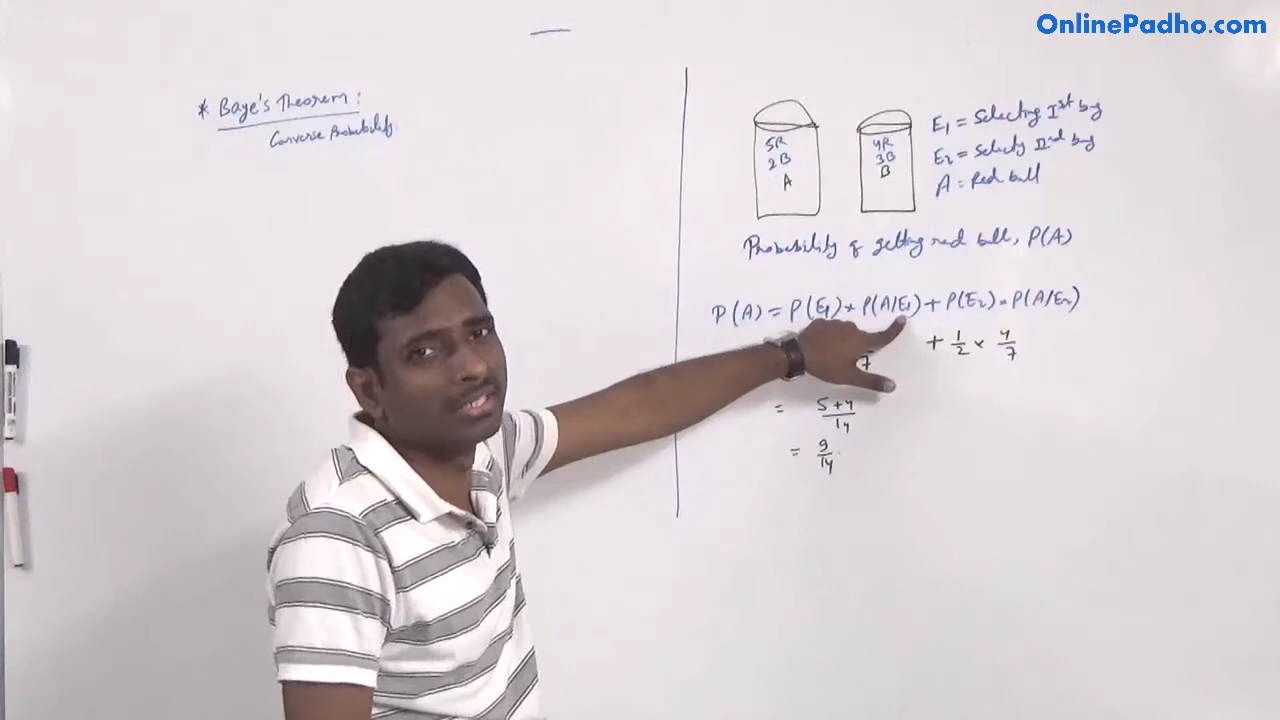 OnlinePadho.com
* Baye's Theorem :
Converse Probability.
5R
2B
A
4R
3B
B
E1 = Selecting Ist bag
E2 = Selecting IInd bag
A = Red ball
Probability of getting red ball, P(A)
P(A) = P(E1) * P(A/E1) + P(E2) * P(A/E2)
7 + 1/2 x 4/7
= 5+4/14
= 9/14.